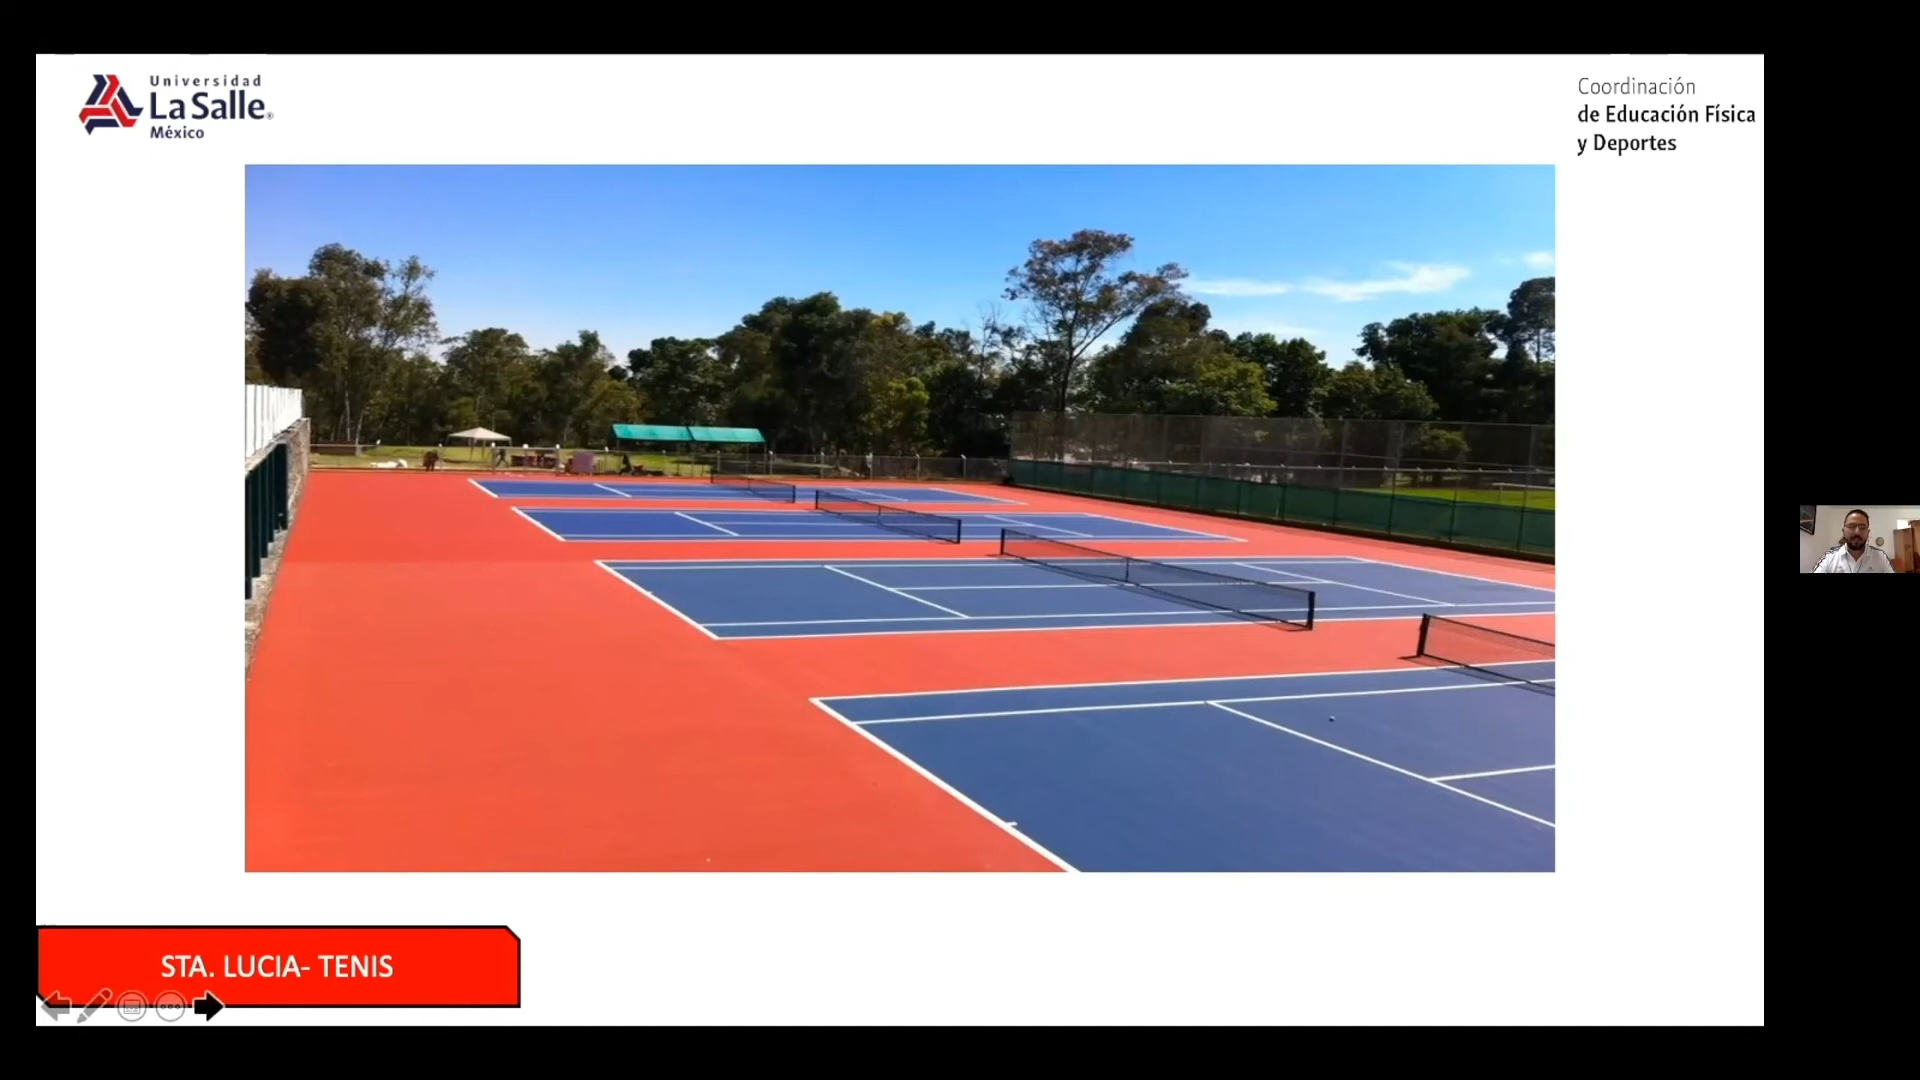 Universidad
La Salle®
México
Coordinación
de Educación Física
y Deportes
STA. LUCIA- TENIS